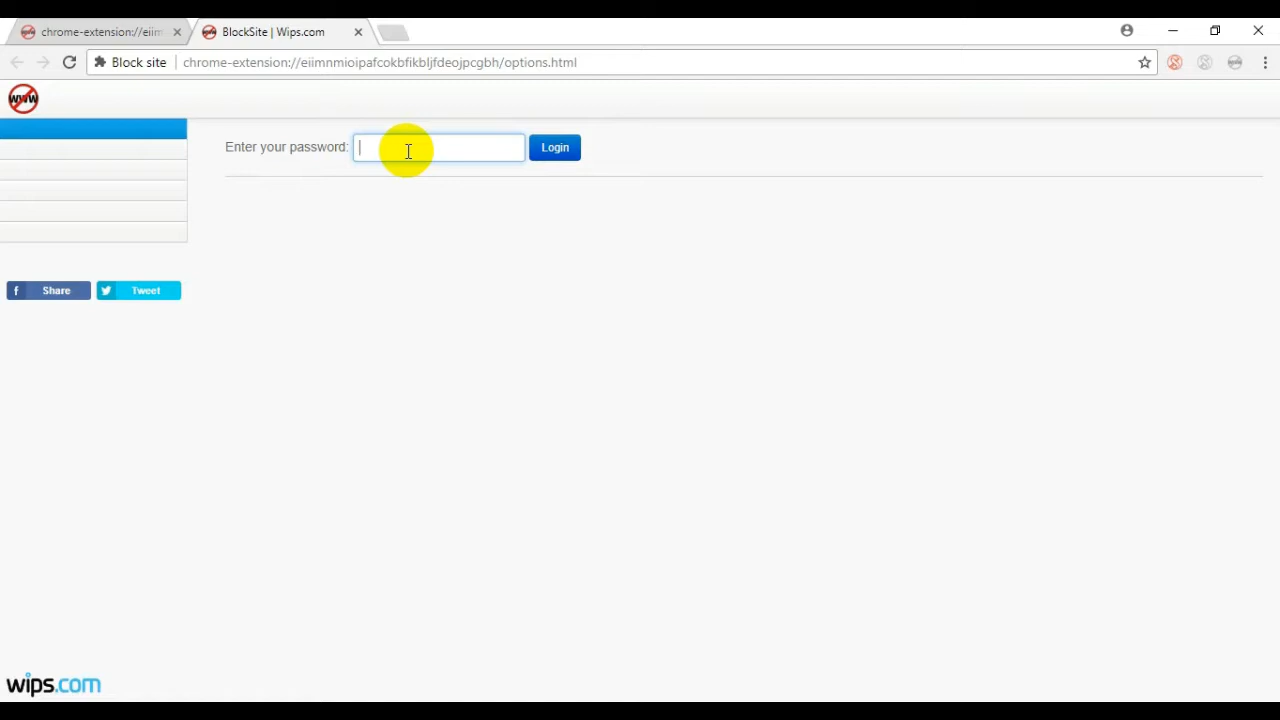 chrome-extension://eiim
BlockSite | Wips.com
Block site
chrome-extension://eiimnmioipafcokbfikbljfdeojpcgbh/options.html
WWW
Enter your password:
Login
f Share
Tweet
wips.com